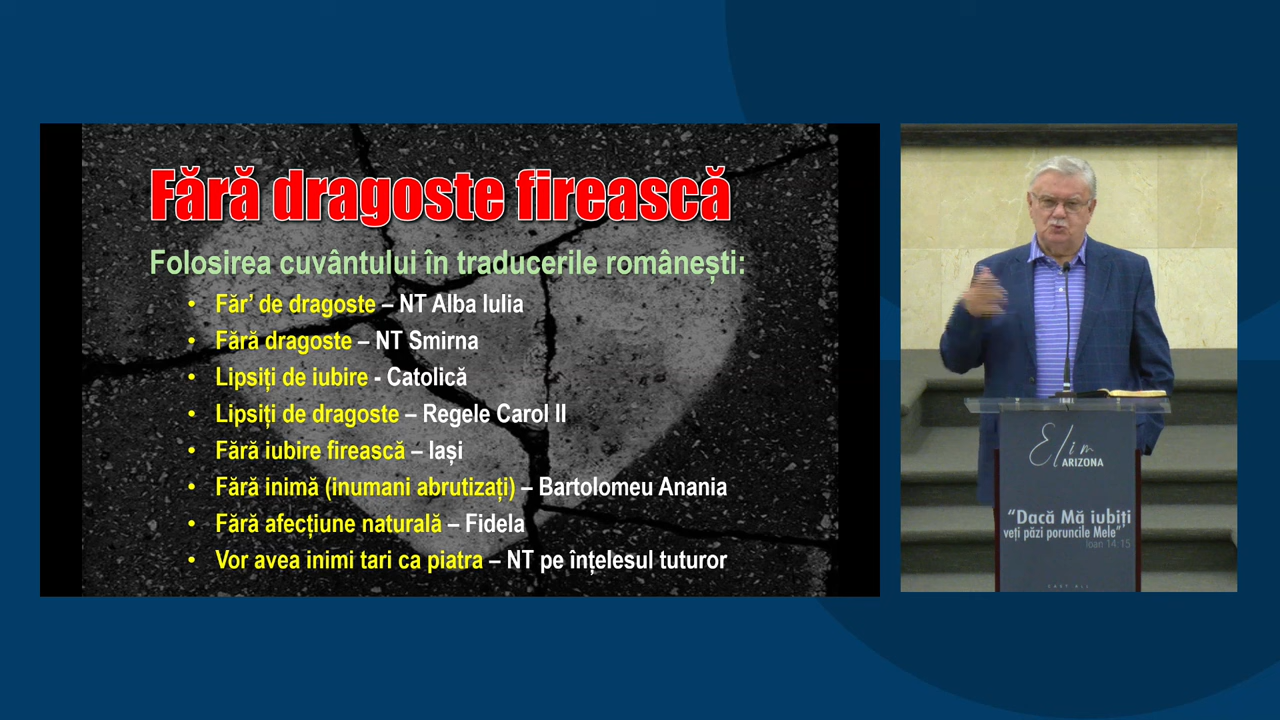 Fără dragoste firească
Folosirea cuvântului în traducerile românești:
• Făr’ de dragoste – NT Alba Iulia
• Fără dragoste – NT Smirna
• Lipsiți de iubire - Catolică
• Lipsiți de dragoste – Regele Carol II
• Fără iubire firească – Iași
• Fără inimă (inumani abrutizați) – Bartolomeu Anania
• Fără afecțiune naturală – Fidela
• Vor avea inimi tari ca piatra – NT pe înțelesul tuturor
Elim
ARIZONA
“Dacă Mă iubiți
veți păzi poruncile Mele”
Ioan 14:15